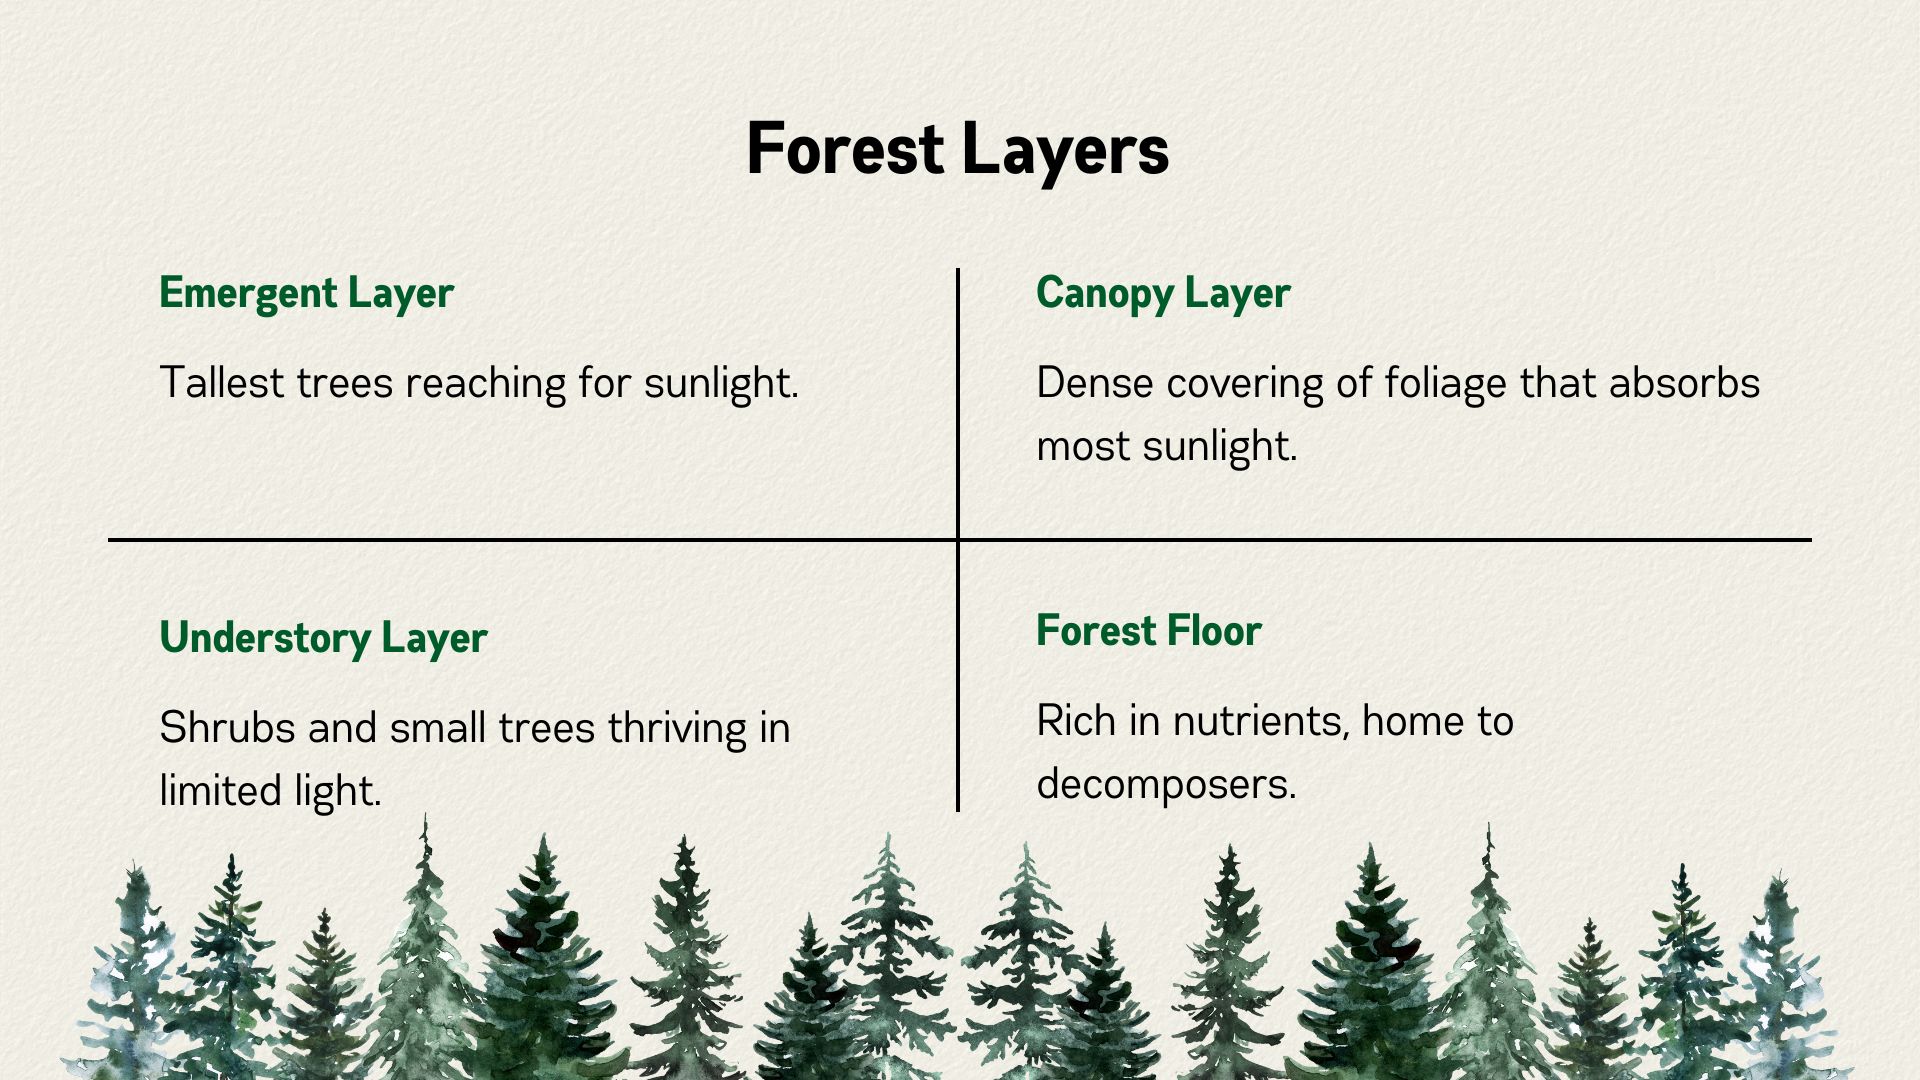 Forest Layers
Emergent Layer
Tallest trees reaching for sunlight.
Canopy Layer
Dense covering of foliage that absorbs
most sunlight.
Understory Layer
Shrubs and small trees thriving in
limited light.
Forest Floor
Rich in nutrients, home to
decomposers.